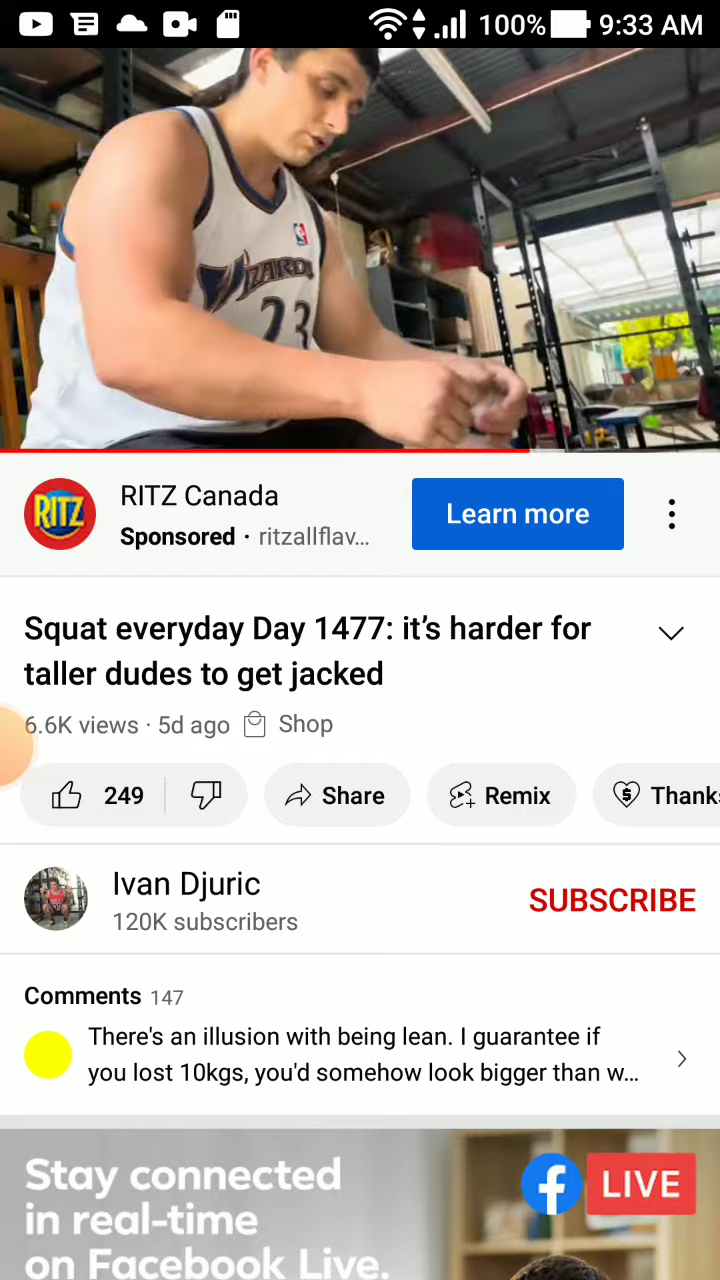 100% 9:33 AM
WIZARDS
23
RITZ
RITZ Canada
Sponsored · ritzallflav...
Learn more
Squat everyday Day 1477: it's harder for
taller dudes to get jacked
6.6K views · 5d ago Shop
249 Share Remix Thanks
Ivan Djuric
120K subscribers
SUBSCRIBE
Comments 147
There's an illusion with being lean. I guarantee if
you lost 10kgs, you'd somehow look bigger than w...
Stay connected
in real-time
on Facebook Live.
f LIVE